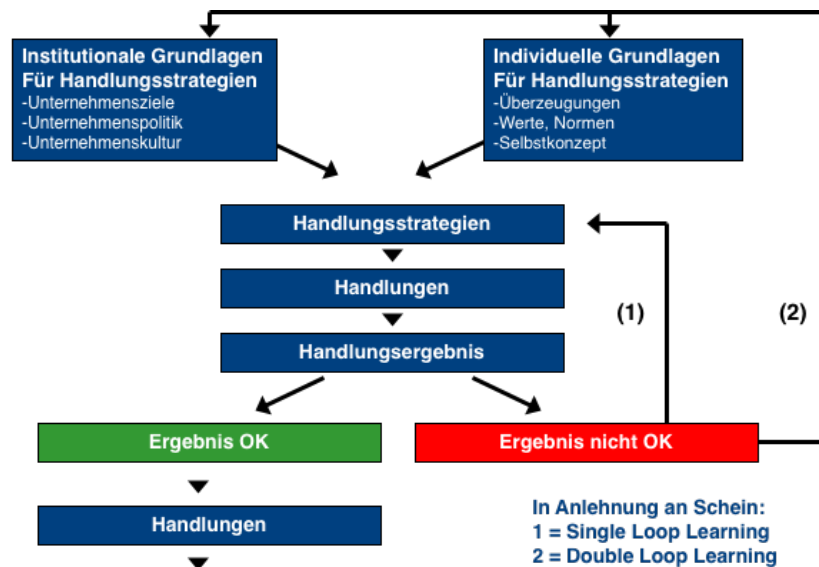 Institutionale Grundlagen
Für Handlungsstrategien
-Unternehmensziele
-Unternehmenspolitik
-Unternehmenskultur
Individuelle Grundlagen
Für Handlungsstrategien
-Überzeugungen
-Werte, Normen
-Selbstkonzept
Handlungsstrategien
Handlungen
(1)
(2)
Handlungsergebnis
Ergebnis OK
Ergebnis nicht OK
Handlungen
In Anlehnung an Schein:
1 = Single Loop Learning
2 = Double Loop Learning